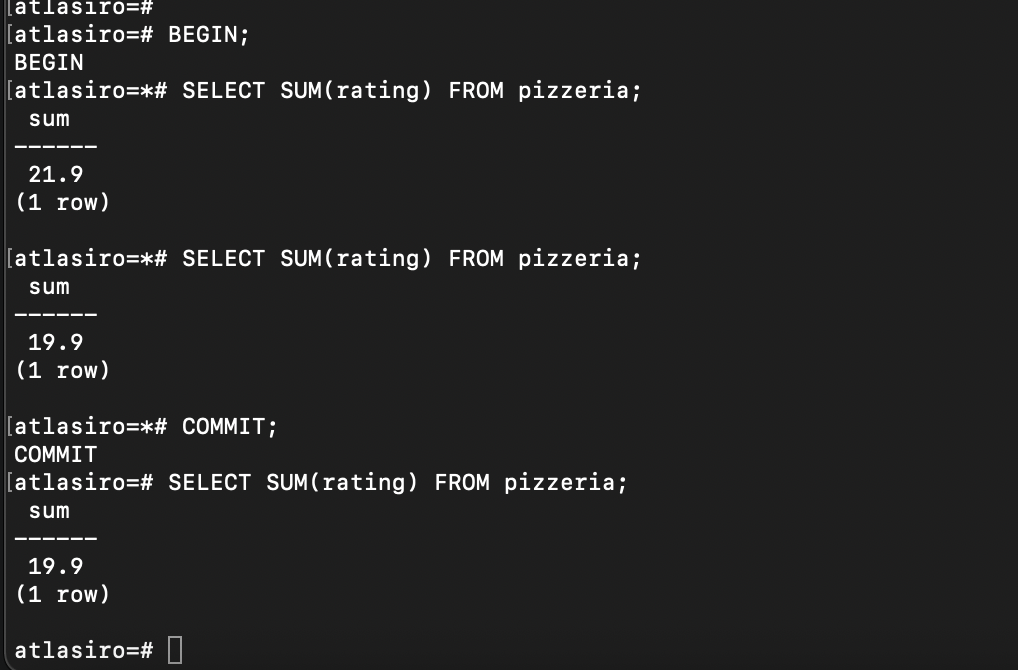 [atlasiro=#
[atlasiro=# BEGIN;
BEGIN
[atlasiro=*# SELECT SUM(rating) FROM pizzeria;
 sum
------
 21.9
(1 row)

[atlasiro=*# SELECT SUM(rating) FROM pizzeria;
 sum
------
 19.9
(1 row)

[atlasiro=*# COMMIT;
COMMIT
[atlasiro=# SELECT SUM(rating) FROM pizzeria;
 sum
------
 19.9
(1 row)

atlasiro=#